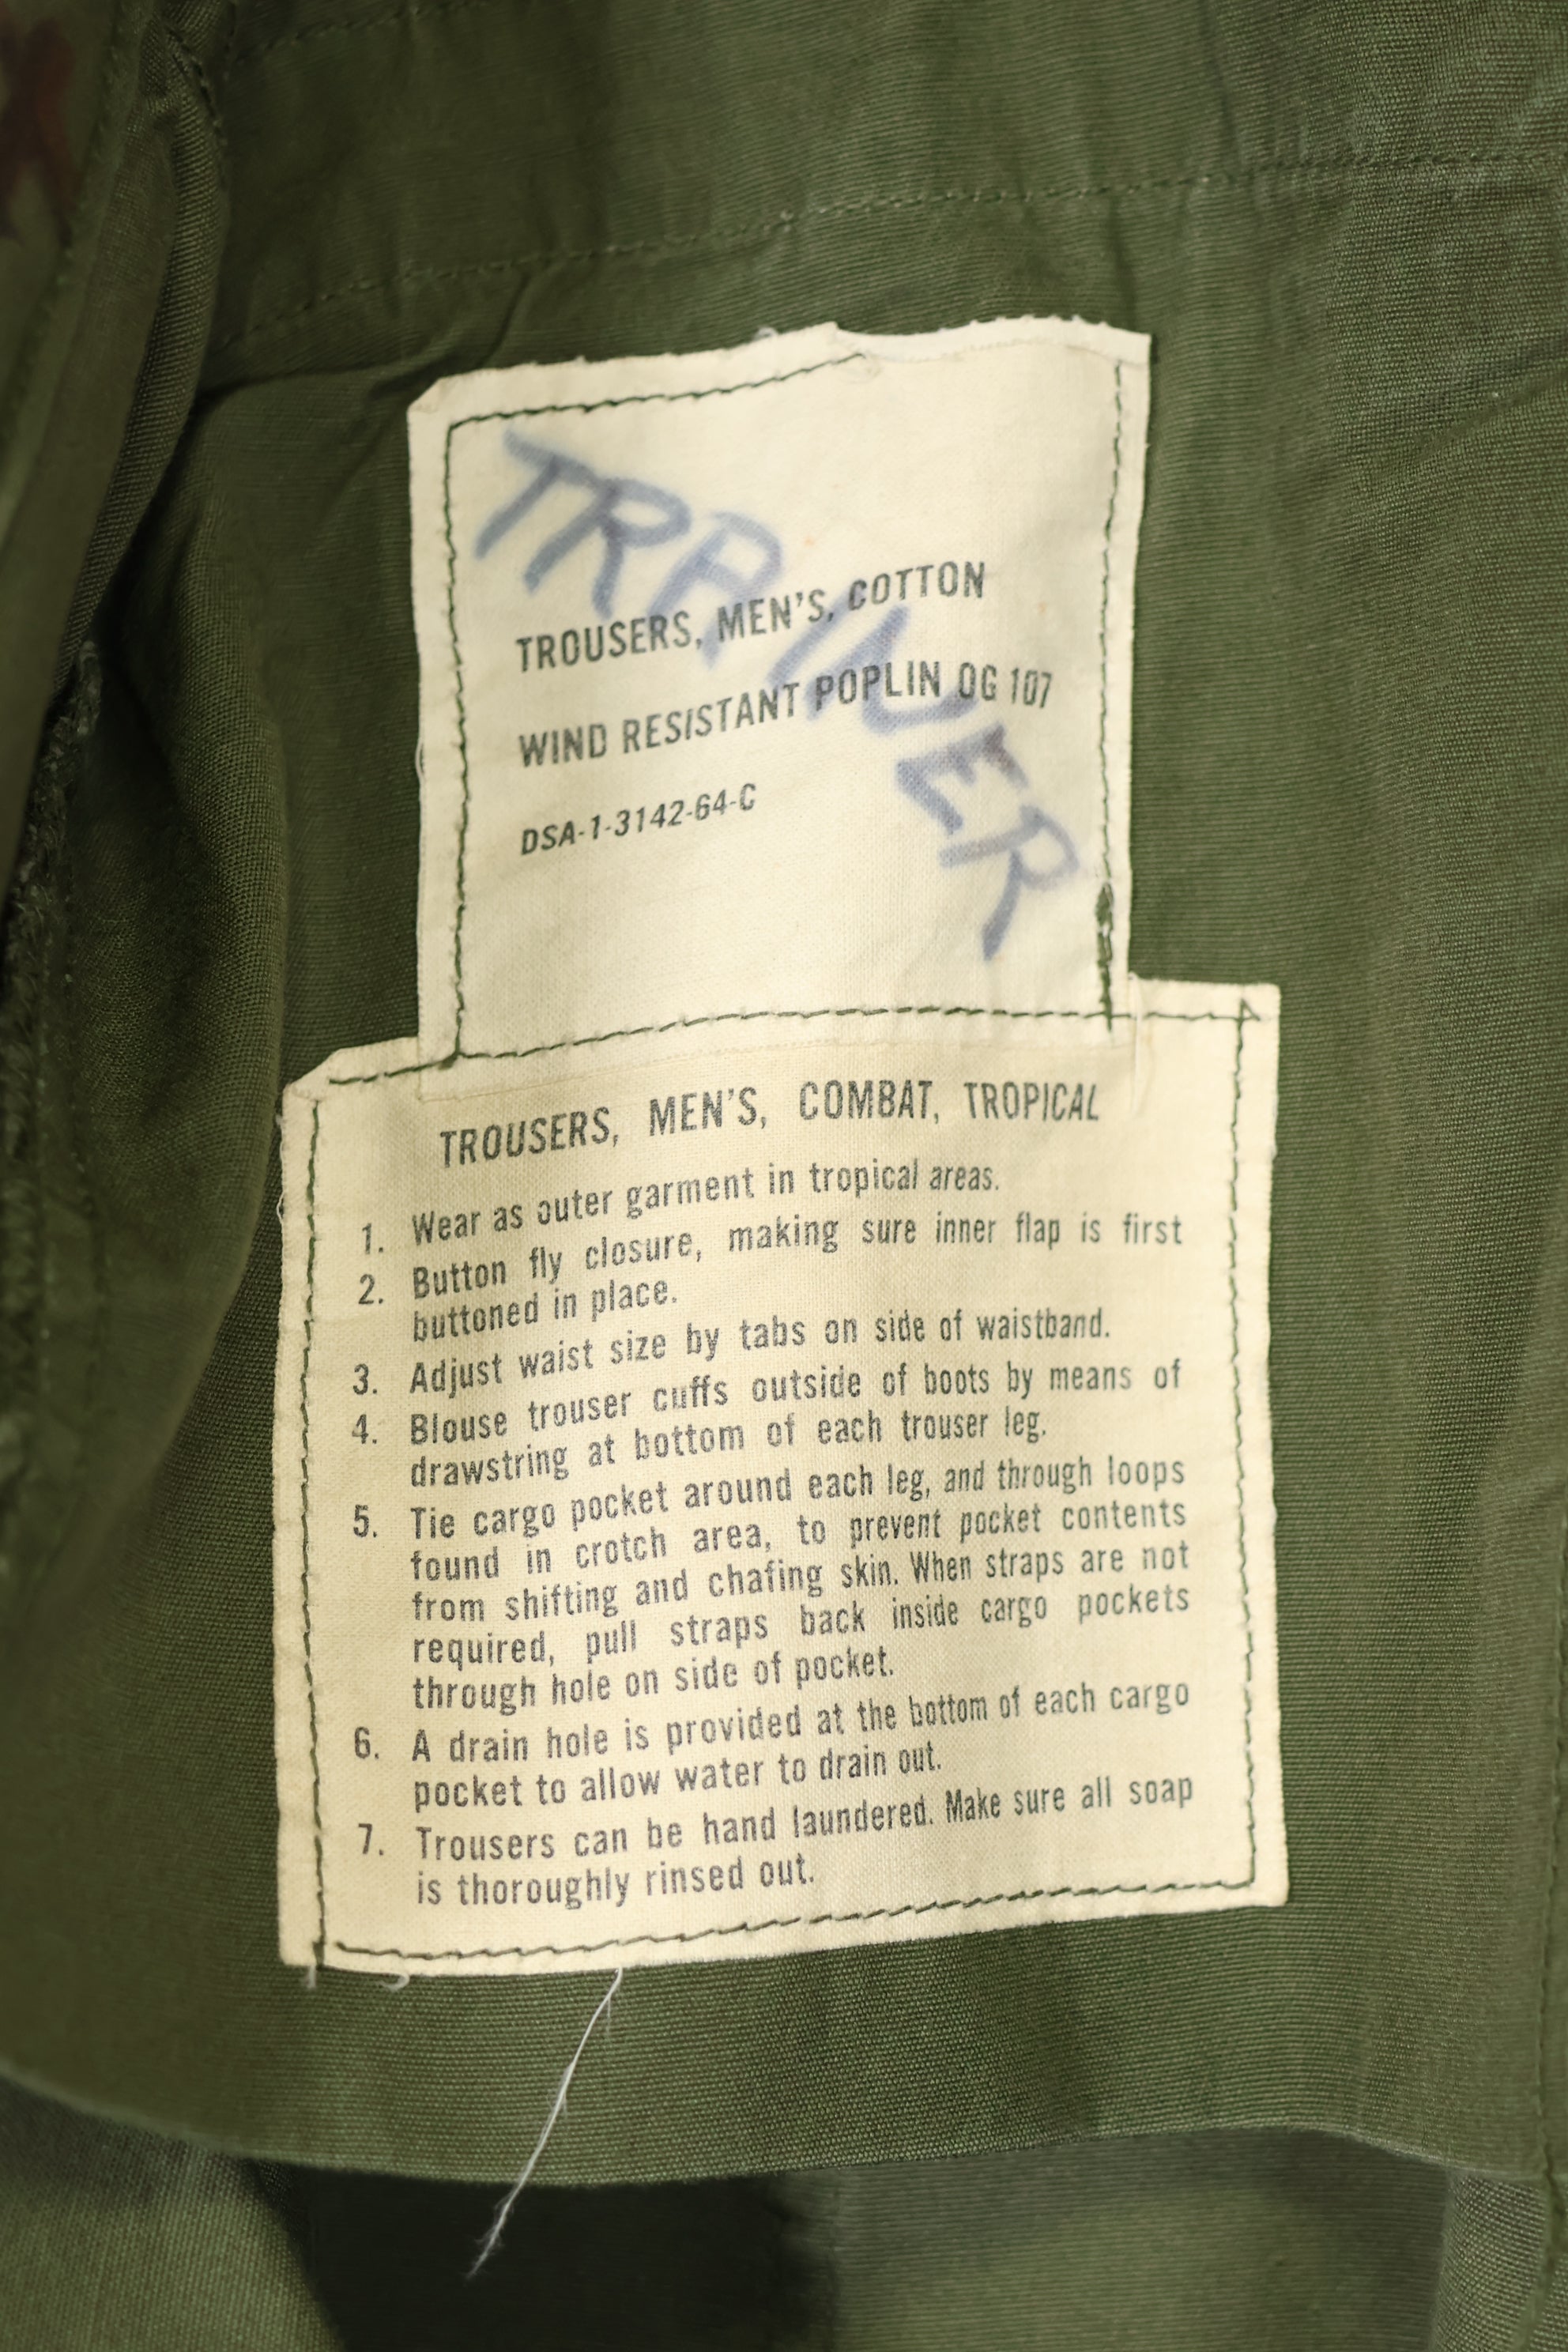 TRAINER
TROUSERS, MEN'S, COTTON
WIND RESISTANT POPLIN OG 107
DSA-1-3142-64-C
TROUSERS, MEN'S, COMBAT, TROPICAL
1. Wear as outer garment in tropical areas.
2. Button fly closure, making sure inner flap is first
buttoned in place.
3. Adjust waist size by tabs on side of waistband.
4. Blouse trouser cuffs outside of boots by means of
drawstring at bottom of each trouser leg.
5. Tie cargo pocket around each leg, and through loops
found in crotch area, to prevent pocket contents
from shifting and chafing skin. When straps are not
required, pull straps back inside cargo pockets
through hole on side of pocket.
6. A drain hole is provided at the bottom of each cargo
pocket to allow water to drain out.
7. Trousers can be hand laundered. Make sure all soap
is thoroughly rinsed out.